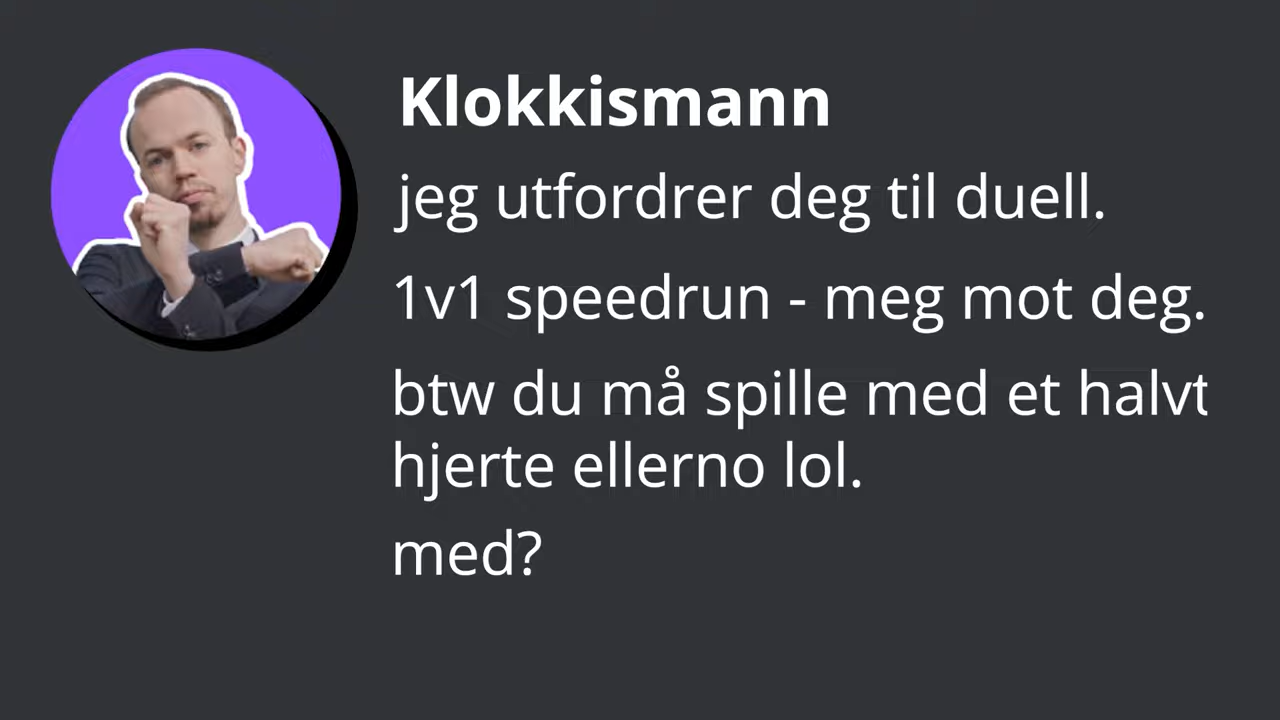 Klokkismann
jeg utfordrer deg til duell.
1v1 speedrun - meg mot deg.
btw du må spille med et halvt
hjerte ellerno lol.
med?